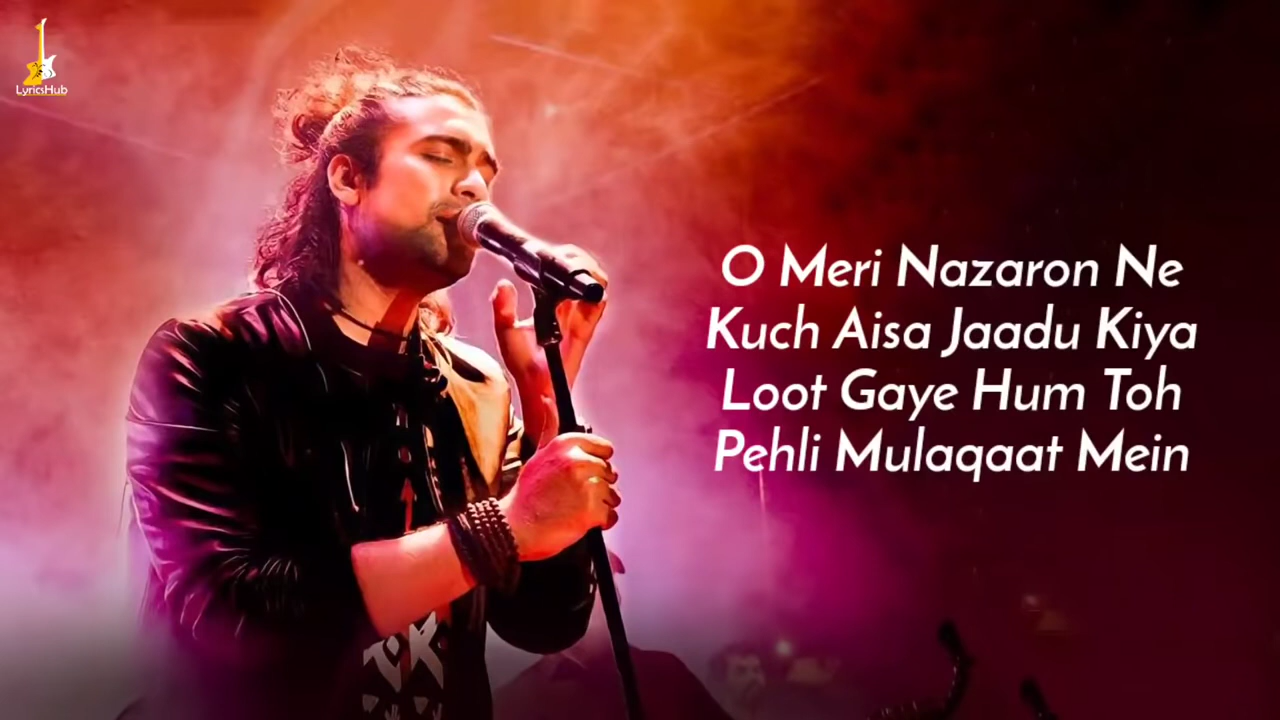 LyricsHub
O Meri Nazaron Ne
Kuch Aisa Jaadu Kiya
Loot Gaye Hum Toh
Pehli Mulaqaat Mein